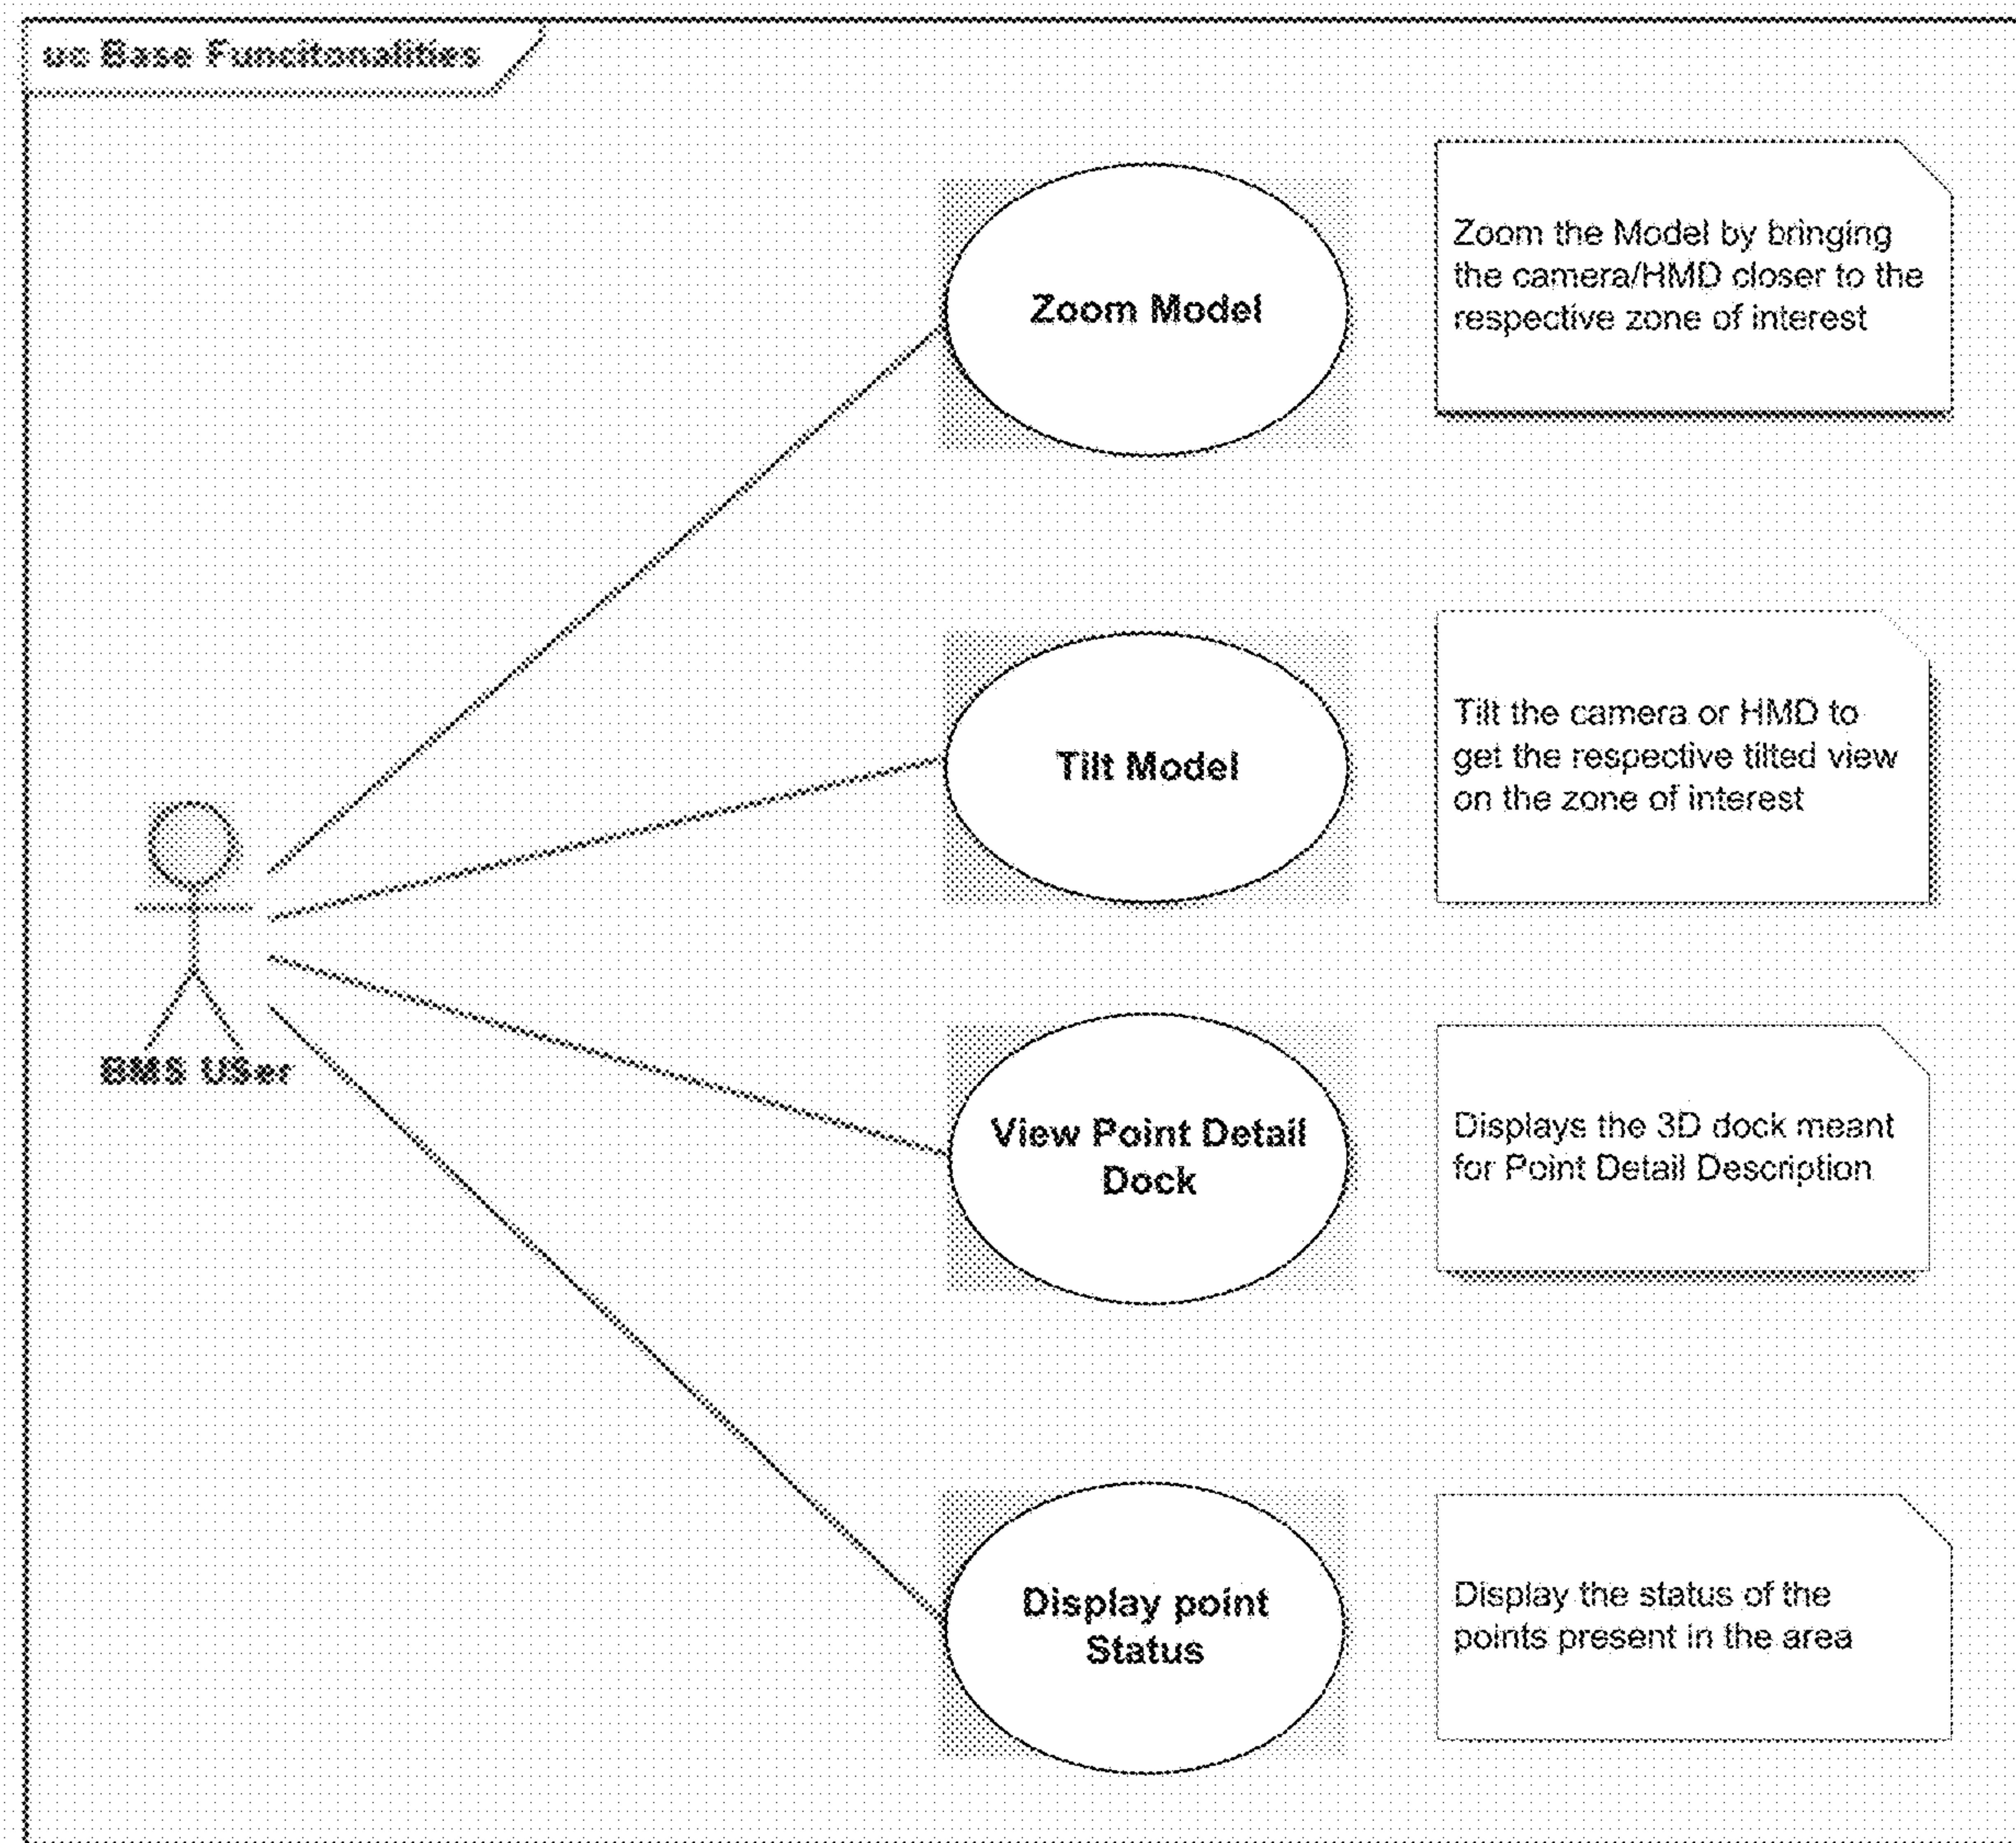 uc Base Funcitonalities
Zoom Model
Zoom the Model by bringing
the camera/HMD closer to the
respective zone of interest
Tilt Model
Tilt the camera or HMD to
get the respective tilted view
on the zone of interest
BMS USer
View Point Detail
Dock
Displays the 3D dock meant
for Point Detail Description
Display point
Status
Display the status of the
points present in the area